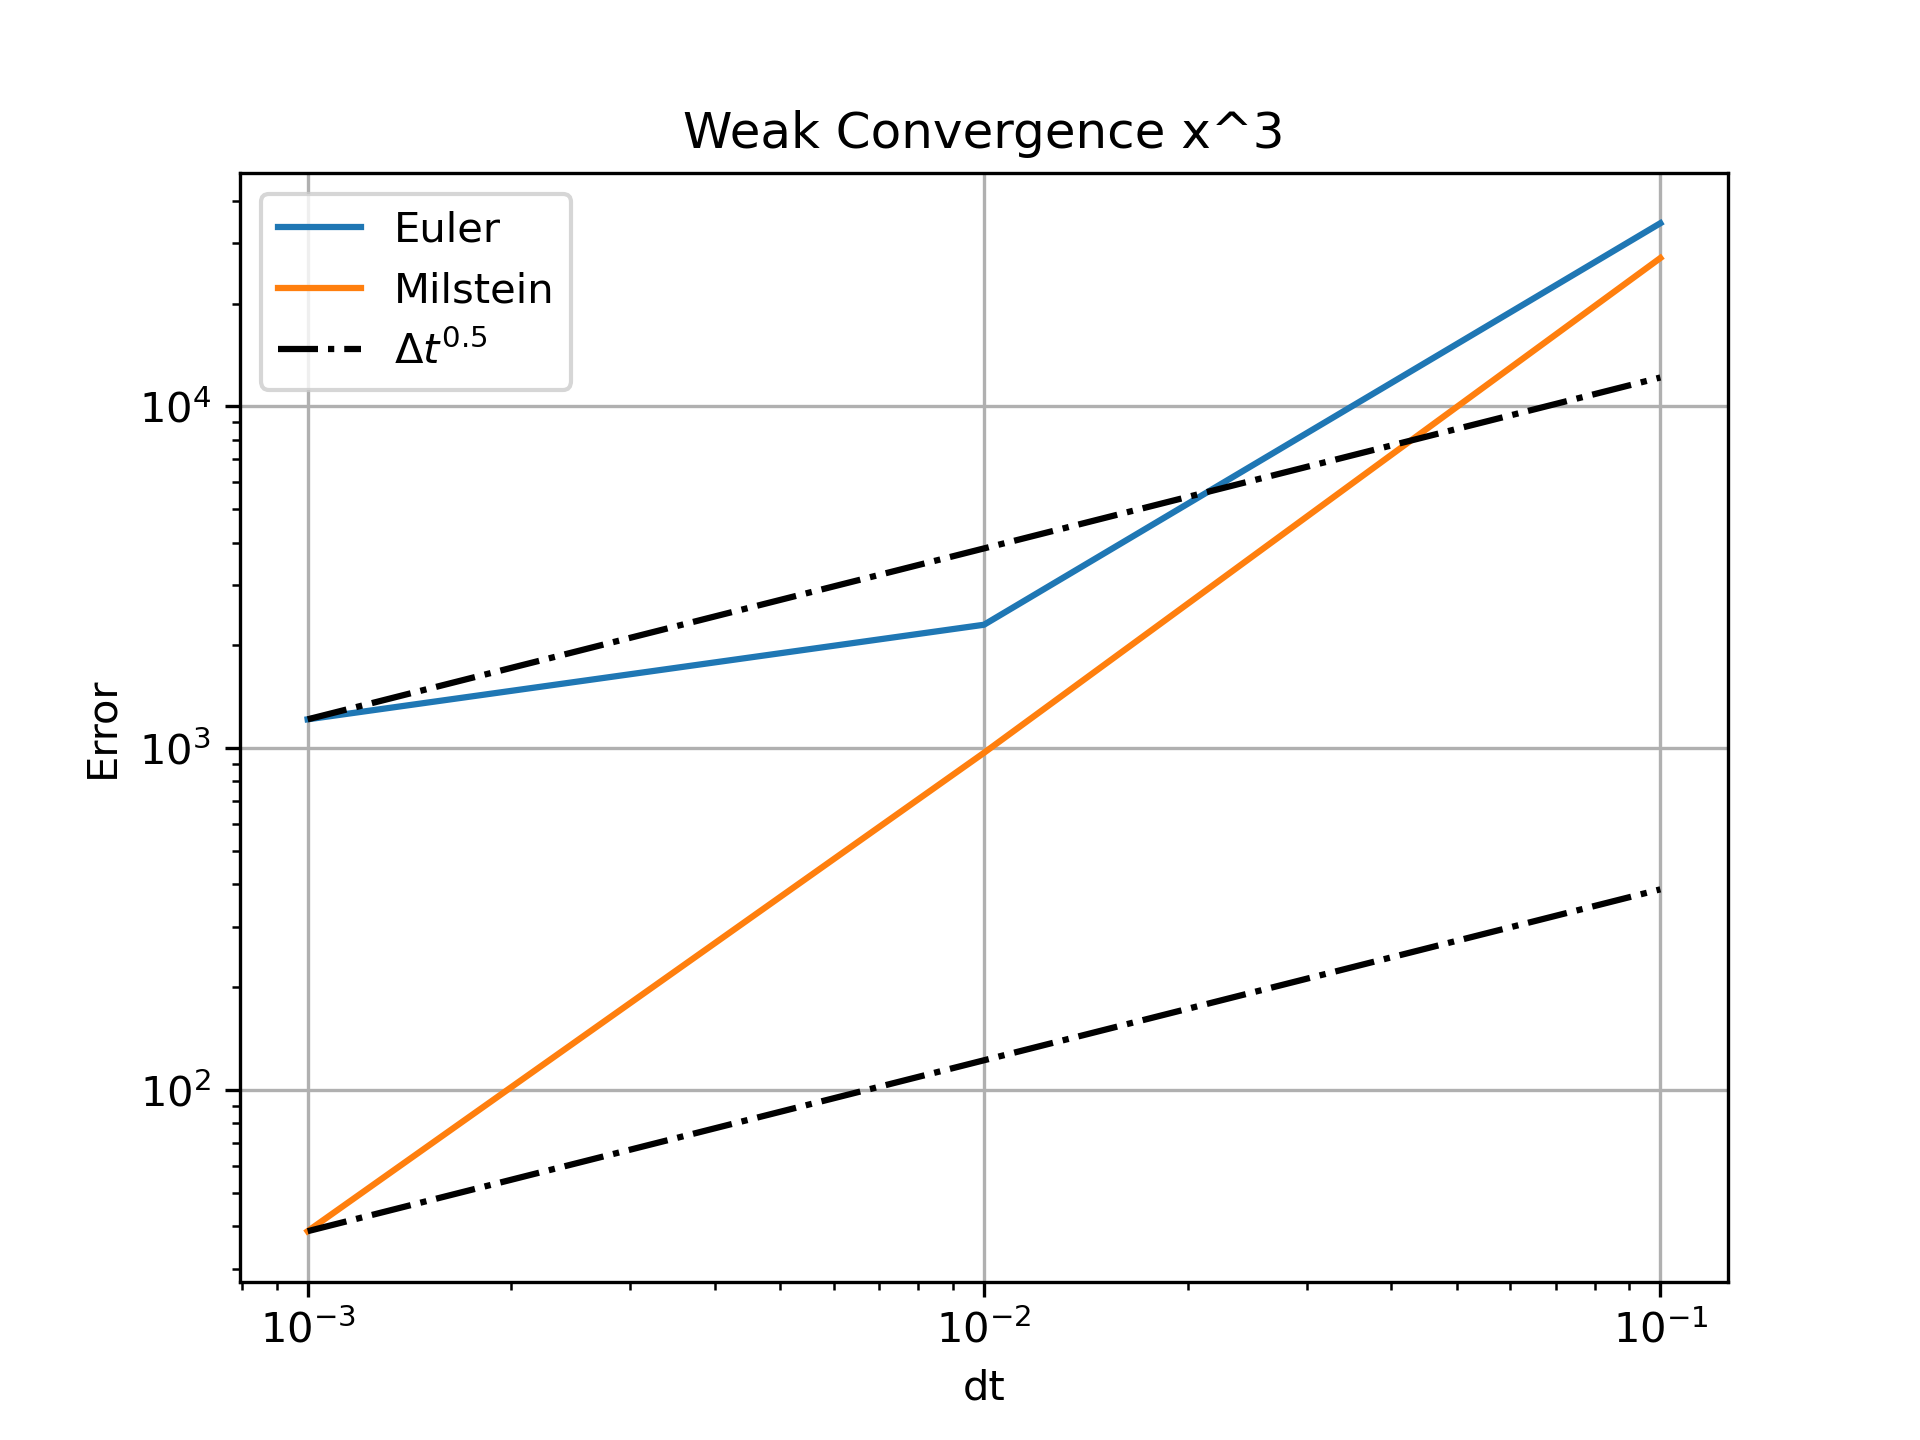 Weak Convergence x^3
Euler
Milstein
Δt^0.5
10^4
10^3
10^2
Error
10^−3
10^−2
10^−1
dt